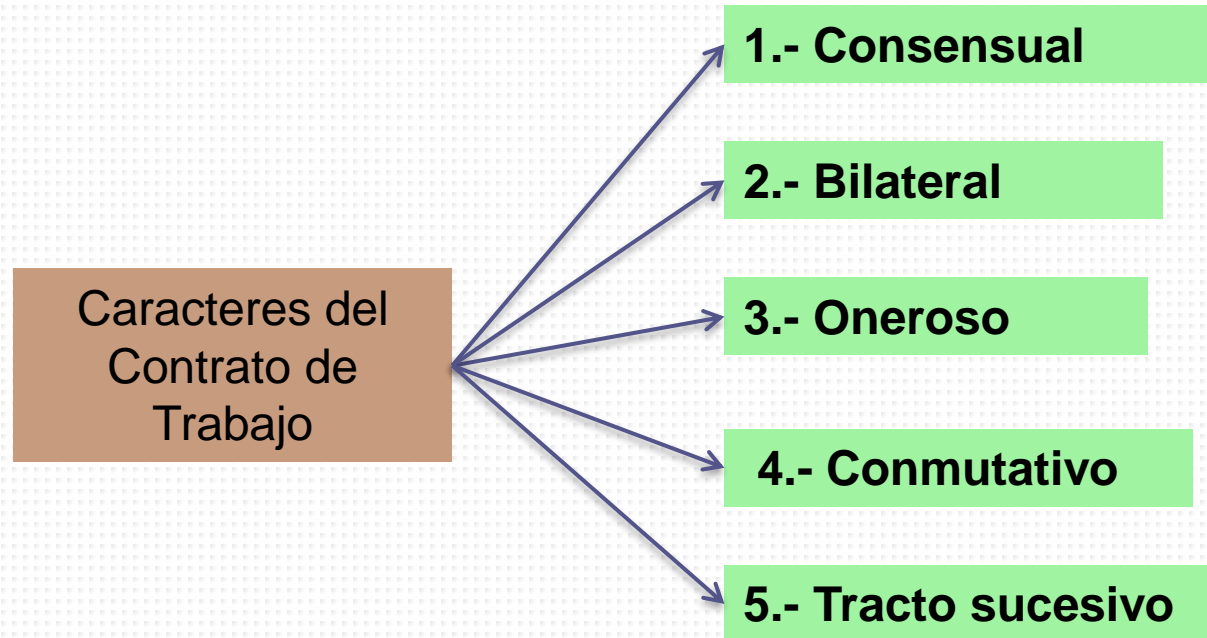 Caracteres del
Contrato de
Trabajo
1.- Consensual
2.- Bilateral
3.- Oneroso
4.- Conmutativo
5.- Tracto sucesivo